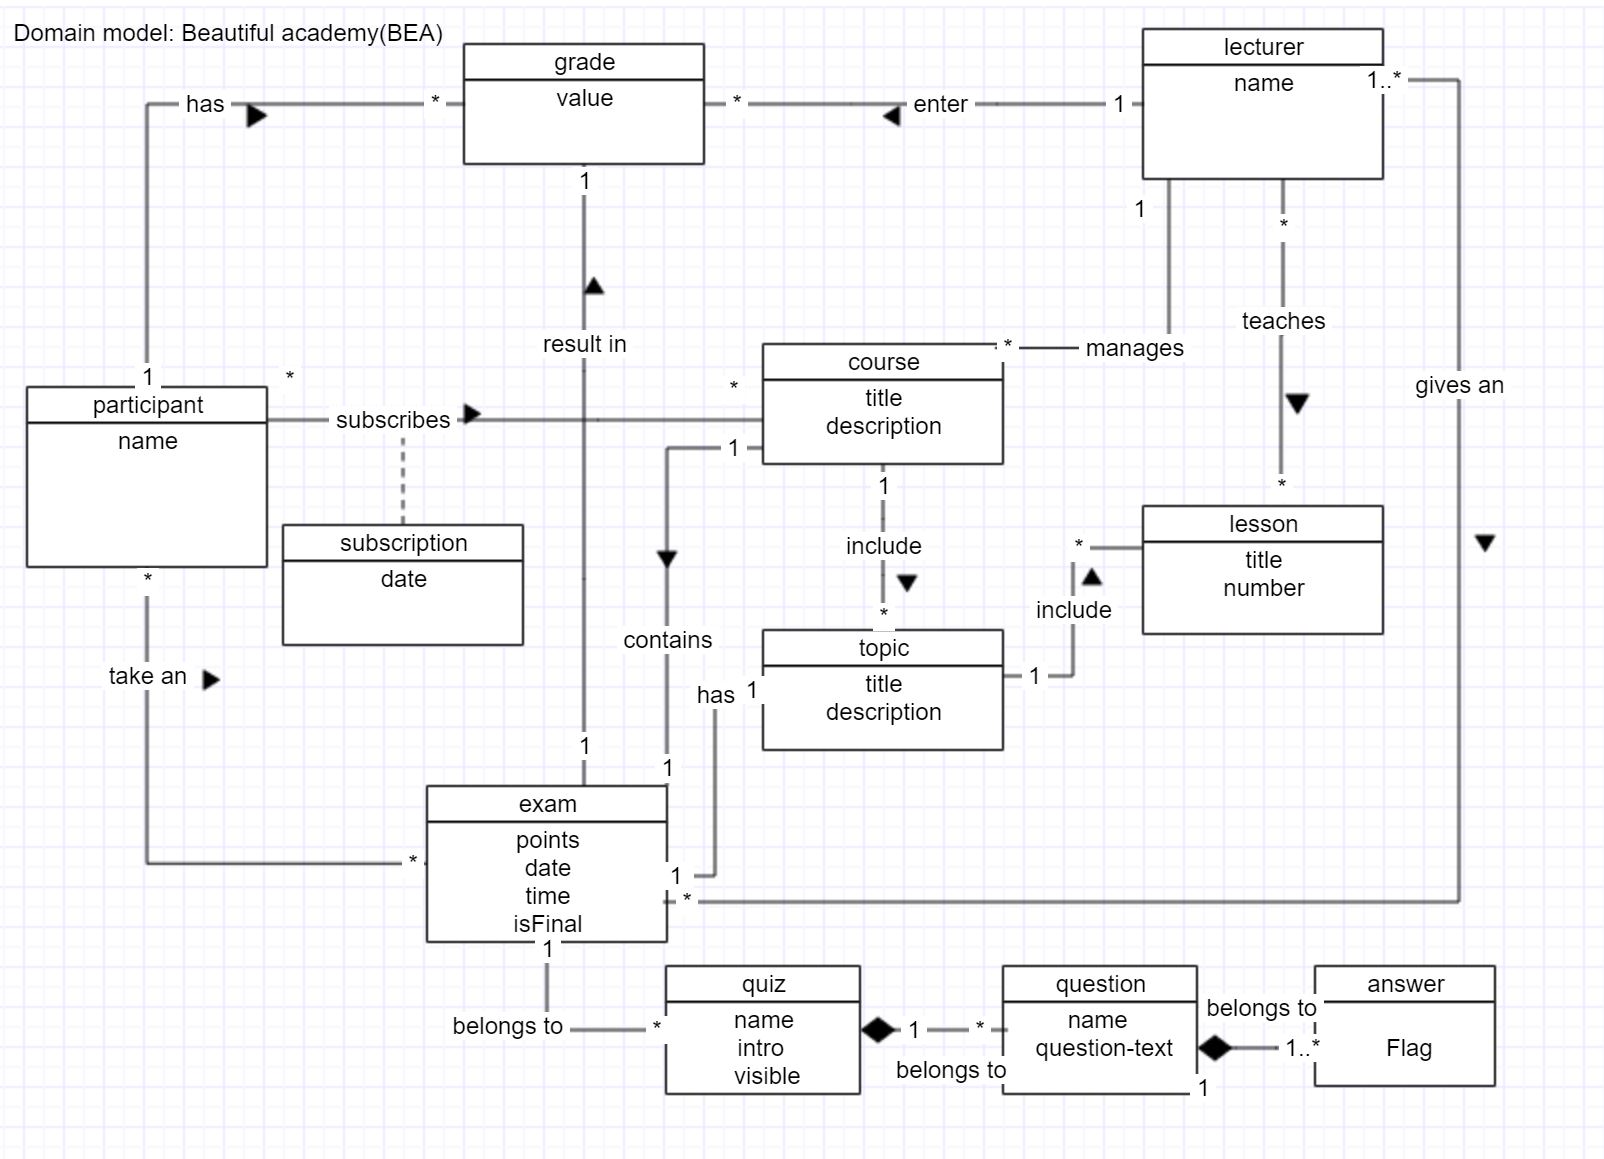 Domain model: Beautiful academy(BEA)
grade
value
lecturer
name
1..*
has
*
*
enter
1
1
1
*
result in
teaches
manages
*
course
title
description
gives an
1
*
participant
name
subscribes
*
1
1
*
include
*
subscription
date
lesson
title
number
*
include
*
take an
contains
topic
title
description
has
1
1
1
1
exam
points
date
time
isFinal
*
1
*
1
belongs to
*
quiz
name
intro
visible
1
*
belongs to
question
name
question-text
1
belongs to
1..*
answer
Flag